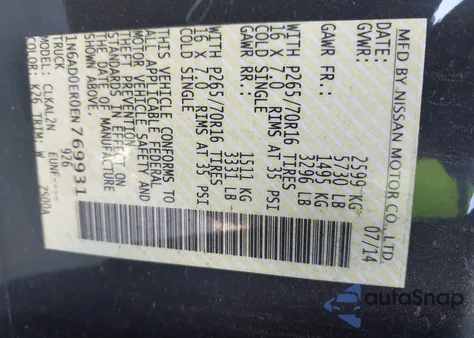 MFD BY NISSAN MOTOR CO., LTD.
DATE: 07/14
GVWR: 2599 KG
5730 LB
GAWR FR.: 1495 KG
3296 LB
WITH P265/70R16 TIRES
16 X 7.0 RIMS AT 35 PSI
COLD SINGLE
GAWR RR.: 1511 KG
3331 LB
WITH P265/70R16 TIRES
16 X 7.0 RIMS AT 35 PSI
COLD SINGLE
THIS VEHICLE CONFORMS TO
ALL APPLICABLE FEDERAL
MOTOR VEHICLE SAFETY AND
THEFT PREVENTION
STANDARDS IN EFFECT ON
THE DATE OF MANUFACTURE
SHOWN ABOVE.
1N6AD0ER0EN769931
TRUCK 926
MODEL: CLKAL2N EUNF----
COLOR: K26 TRIM: W ZS00A
autoSnap